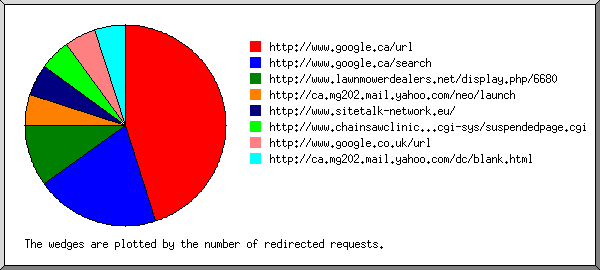 http://www.google.ca/url
http://www.google.ca/search
http://www.lawnmowerdealers.net/display.php/6680
http://ca.mg202.mail.yahoo.com/neo/launch
http://www.sitetalk-network.eu/
http://www.chainsawclinic...cgi-sys/suspendedpage.cgi
http://www.google.co.uk/url
http://ca.mg202.mail.yahoo.com/dc/blank.html
The wedges are plotted by the number of redirected requests.